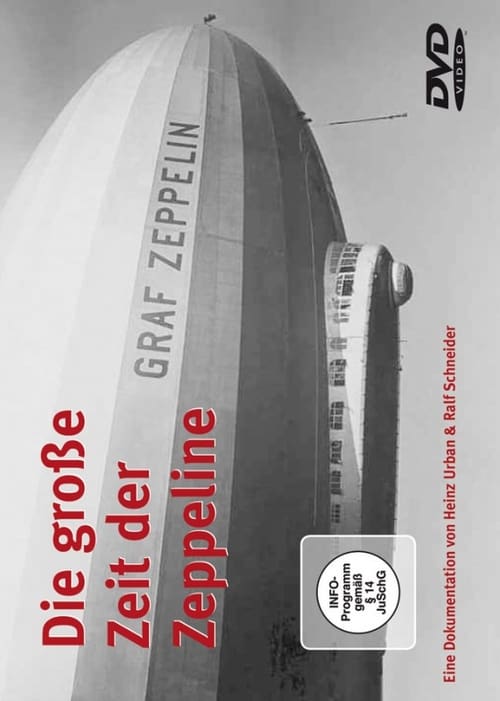 Die große
Zeit der
Zeppeline
GRAF ZEPPELIN
DVD
VIDEO
INFO-
Programm
gemäß
§ 14
JuSchG
Eine Dokumentation von Heinz Urban & Ralf Schneider